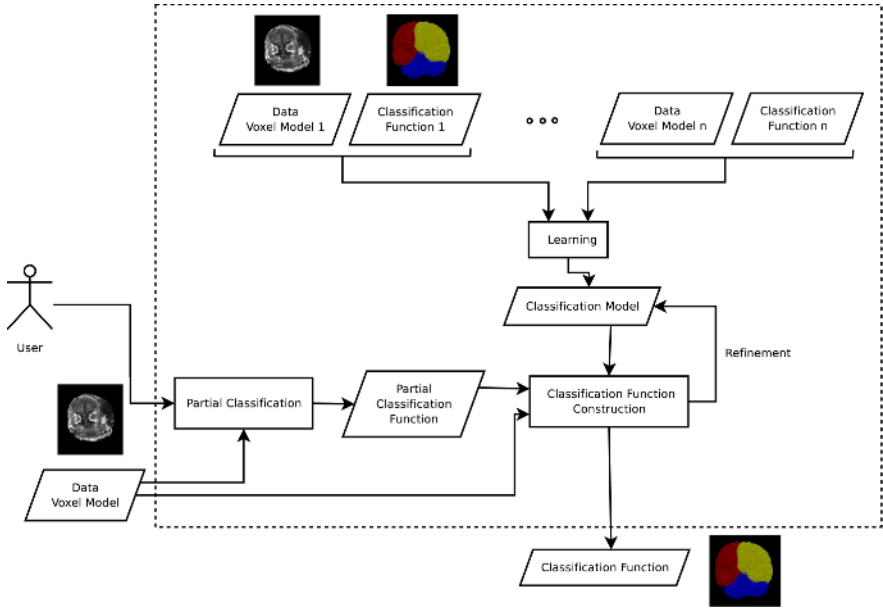 Data
Voxel Model 1
Classification
Function 1
Data
Voxel Model n
Classification
Function n
Learning
Classification Model
User
Refinement
Partial Classification
Partial
Classification
Function
Classification Function
Construction
Data
Voxel Model
Classification Function